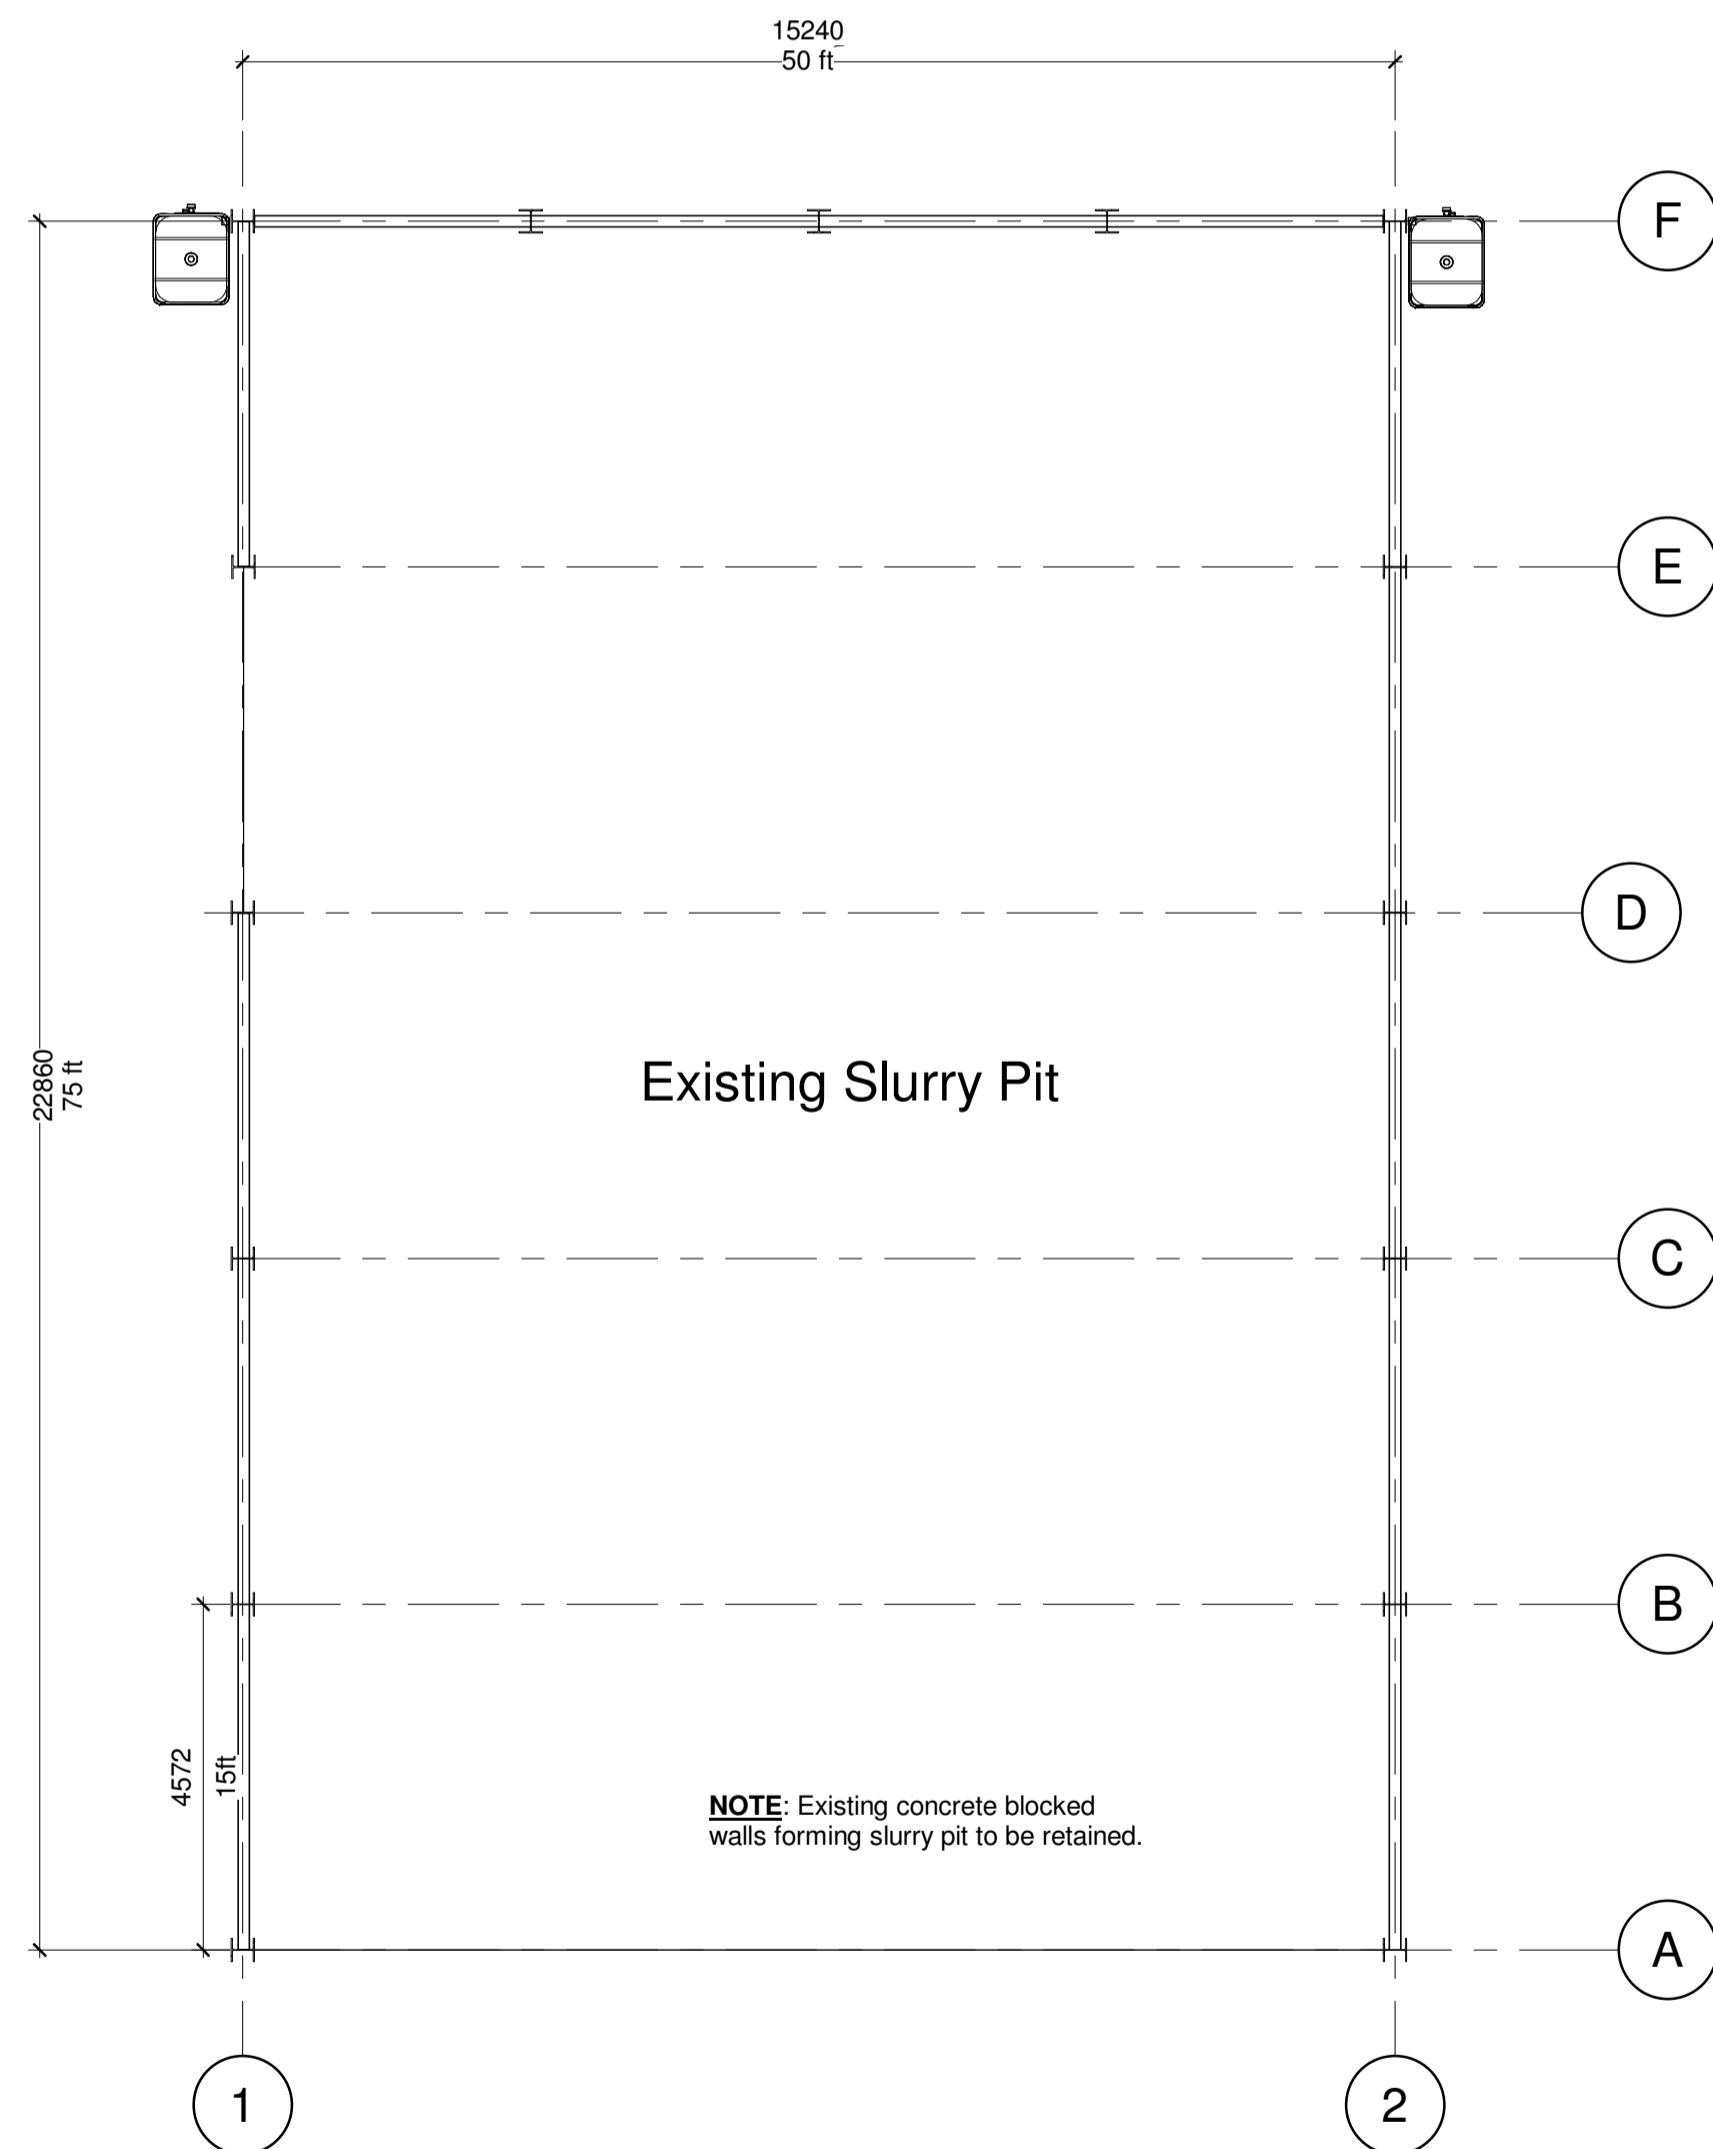 15240
50 ft
F
E
D
22860
75 ft
Existing Slurry Pit
C
B
4572
15ft
NOTE: Existing concrete blocked
walls forming slurry pit to be retained.
A
1
2